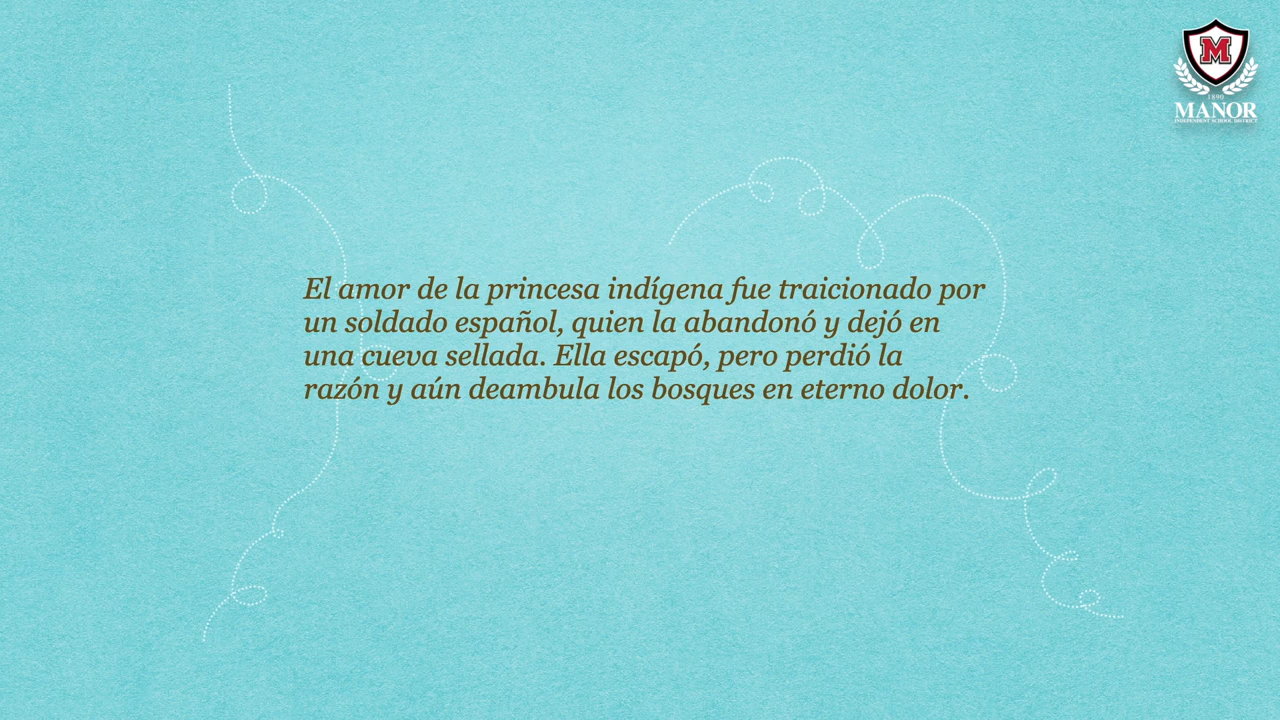 M
1890
MANOR
INDEPENDENT SCHOOL DISTRICT
El amor de la princesa indígena fue traicionado por
un soldado español, quien la abandonó y dejó en
una cueva sellada. Ella escapó, pero perdió la
razón y aún deambula los bosques en eterno dolor.